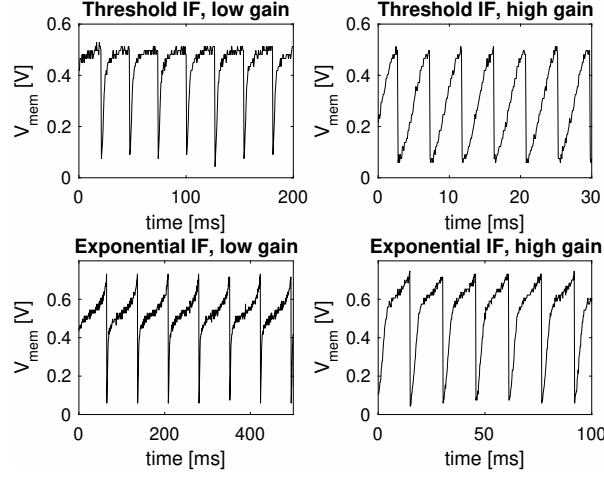 Threshold IF, low gain
0.6
0.4
0.2
0
V_mem [V]
0 100 200
time [ms]
Threshold IF, high gain
0.6
0.4
0.2
0
V_mem [V]
0 10 20 30
time [ms]
Exponential IF, low gain
0.6
0.4
0.2
0
V_mem [V]
0 200 400
time [ms]
Exponential IF, high gain
0.6
0.4
0.2
0
V_mem [V]
0 50 100
time [ms]